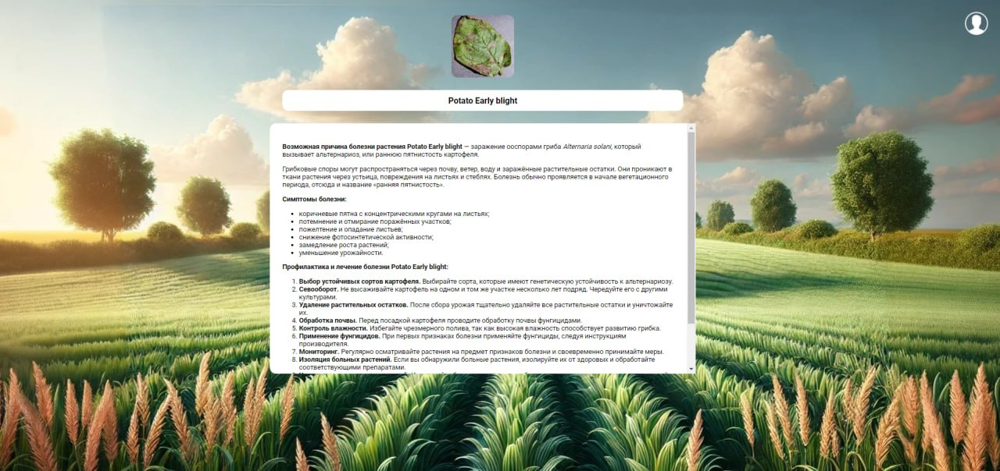 Potato Early blight
Возможная причина болезни растения Potato Early blight — заражение ооспорами гриба Alternaria solani, который
вызывает альтернариоз, или раннюю пятнистость картофеля.
Грибковые споры могут распространяться через почву, ветер, воду и заражённые растительные остатки. Они проникают в
ткани растения через устьица, повреждения на листьях и стеблях. Болезнь обычно проявляется в начале вегетационного
периода, отсюда и название «ранняя пятнистость».
Симптомы болезни:
• коричневые пятна с концентрическими кругами на листьях;
• потемнение и отмирание поражённых участков;
• пожелтение и опадание листьев;
• снижение фотосинтетической активности;
• замедление роста растений;
• уменьшение урожайности.
Профилактика и лечение болезни Potato Early blight:
1. Выбор устойчивых сортов картофеля. Выбирайте сорта, которые имеют генетическую устойчивость к альтернариозу.
2. Севооборот. Не высаживайте картофель на одном и том же участке несколько лет подряд. Чередуйте его с другими
культурами.
3. Удаление растительных остатков. После сбора урожая тщательно удаляйте все растительные остатки и уничтожайте
их.
4. Обработка почвы. Перед посадкой картофеля проводите обработку почвы фунгицидами.
5. Контроль влажности. Избегайте чрезмерного полива, так как высокая влажность способствует развитию грибка.
6. Применение фунгицидов. При первых признаках болезни применяйте фунгициды, следуя инструкциям
производителя.
7. Мониторинг. Регулярно осматривайте растения на предмет признаков болезни и своевременно принимайте меры.
8. Изоляция больных растений. Если вы обнаружили больные растения, изолируйте их от здоровых и обработайте
соответствующими препаратами.